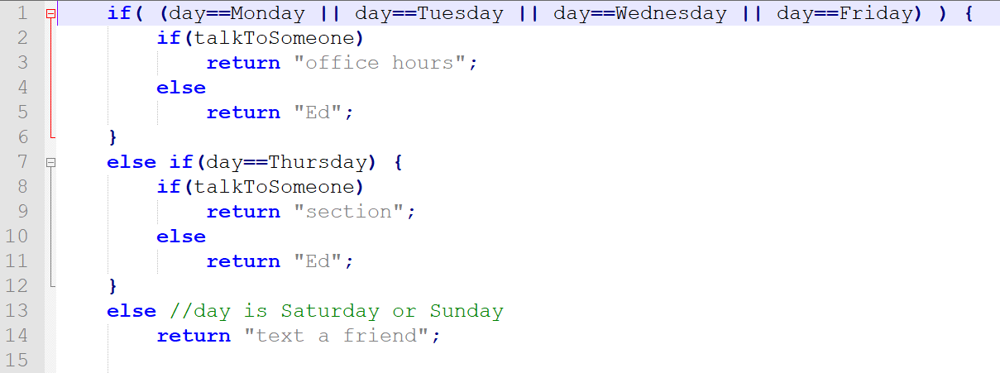 1 if( (day==Monday || day==Tuesday || day==Wednesday || day==Friday) ) {
2 if(talkToSomeone)
3 return "office hours";
4 else
5 return "Ed";
6 }
7 else if(day==Thursday) {
8 if(talkToSomeone)
9 return "section";
10 else
11 return "Ed";
12 }
13 else //day is Saturday or Sunday
14 return "text a friend";
15